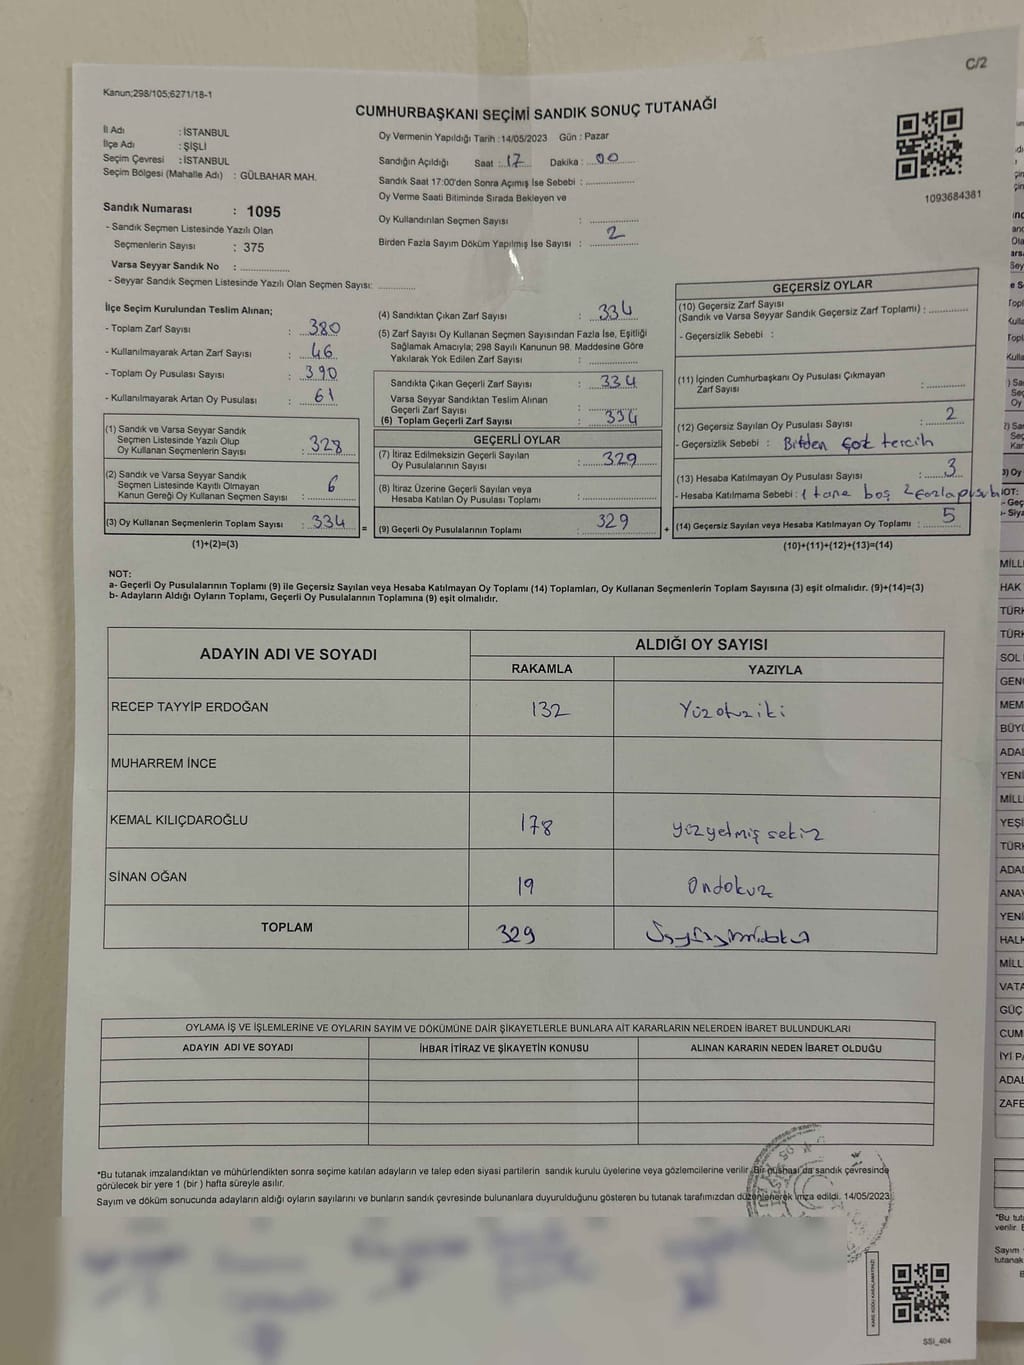 C/2
Kanun;298/105;6271/18-1
CUMHURBAŞKANI SEÇİMİ SANDIK SONUÇ TUTANAĞI
İl Adı : İSTANBUL
İlçe Adı : ŞİŞLİ
Seçim Çevresi : İSTANBUL
Seçim Bölgesi (Mahalle Adı) : GÜLBAHAR MAH.
Sandık Numarası : 1095
- Sandık Seçmen Listesinde Yazılı Olan
Seçmenlerin Sayısı : 375
Varsa Seyyar Sandık No : ................
- Seyyar Sandık Seçmen Listesinde Yazılı Olan Seçmen Sayısı: ............
Oy Vermenin Yapıldığı Tarih : 14/05/2023 Gün : Pazar
Sandığın Açıldığı Saat : 17 Dakika : 00
Sandık Saat 17:00'den Sonra Açımış İse Sebebi : ................
Oy Verme Saati Bitiminde Sırada Bekleyen ve
Oy Kullandırılan Seçmen Sayısı : ................
Birden Fazla Sayım Döküm Yapılmış İse Sayısı : 2
1093684381
İlçe Seçim Kurulundan Teslim Alınan;
- Toplam Zarf Sayısı : 380
- Kullanılmayarak Artan Zarf Sayısı : 46
- Toplam Oy Pusulası Sayısı : 390
- Kullanılmayarak Artan Oy Pusulası : 61
(1) Sandık ve Varsa Seyyar Sandık
Seçmen Listesinde Yazılı Olup
Oy Kullanan Seçmenlerin Sayısı : 328
(2) Sandık ve Varsa Seyyar Sandık
Seçmen Listesinde Kayıtlı Olmayan
Kanun Gereği Oy Kullanan Seçmen Sayısı : 6
(3) Oy Kullanan Seçmenlerin Toplam Sayısı : 334
(1)+(2)=(3)
(4) Sandıktan Çıkan Zarf Sayısı : 334
(5) Zarf Sayısı Oy Kullanan Seçmen Sayısından Fazla İse, Eşitliği
Sağlamak Amacıyla; 298 Sayılı Kanunun 98. Maddesine Göre
Yakılarak Yok Edilen Zarf Sayısı : ................
Sandıkta Çıkan Geçerli Zarf Sayısı : 334
Varsa Seyyar Sandıktan Teslim Alınan
Geçerli Zarf Sayısı : ................
(6) Toplam Geçerli Zarf Sayısı : 334
GEÇERLİ OYLAR
(7) İtiraz Edilmeksizin Geçerli Sayılan
Oy Pusulalarının Sayısı : 329
(8) İtiraz Üzerine Geçerli Sayılan veya
Hesaba Katılan Oy Pusulası Toplamı : ................
=
(9) Geçerli Oy Pusulalarının Toplamı : 329
+
GEÇERSİZ OYLAR
(10) Geçersiz Zarf Sayısı
(Sandık ve Varsa Seyyar Sandık Geçersiz Zarf Toplamı) : ............
- Geçersizlik Sebebi :
(11) İçinden Cumhurbaşkanı Oy Pusulası Çıkmayan
Zarf Sayısı : ............
(12) Geçersiz Sayılan Oy Pusulası Sayısı : 2
- Geçersizlik Sebebi : Birden çok tercih
(13) Hesaba Katılmayan Oy Pusulası Sayısı : 3
- Hesaba Katılmama Sebebi : 1 tane boş 2 fazla pusula
(14) Geçersiz Sayılan veya Hesaba Katılmayan Oy Toplamı : 5
(10)+(11)+(12)+(13)=(14)
NOT:
a- Geçerli Oy Pusulalarının Toplamı (9) ile Geçersiz Sayılan veya Hesaba Katılmayan Oy Toplamı (14) Toplamları, Oy Kullanan Seçmenlerin Toplam Sayısına (3) eşit olmalıdır. (9)+(14)=(3)
b- Adayların Aldığı Oyların Toplamı, Geçerli Oy Pusulalarının Toplamına (9) eşit olmalıdır.
ADAYIN ADI VE SOYADI ALDIĞI OY SAYISI
RAKAMLA YAZIYLA
RECEP TAYYİP ERDOĞAN 132 Yüzotuziki
MUHARREM İNCE
KEMAL KILIÇDAROĞLU 178 yüzyetmiş sekiz
SİNAN OĞAN 19 Ondokuz
TOPLAM 329
OYLAMA İŞ VE İŞLEMLERİNE VE OYLARIN SAYIM VE DÖKÜMÜNE DAİR ŞİKAYETLERLE BUNLARA AİT KARARLARIN NELERDEN İBARET BULUNDUKLARI
ADAYIN ADI VE SOYADI İHBAR İTİRAZ VE ŞİKAYETİN KONUSU ALINAN KARARIN NEDEN İBARET OLDUĞU
*Bu tutanak imzalandıktan ve mühürlendikten sonra seçime katılan adayların ve talep eden siyasi partilerin sandık kurulu üyelerine veya gözlemcilerine verilir. Bir nushası da sandık çevresinde
görülecek bir yere 1 (bir ) hafta süreyle asılır.
Sayım ve döküm sonucunda adayların aldığı oyların sayılarını ve bunların sandık çevresinde bulunanlara duyurulduğunu gösteren bu tutanak tarafımızdan düzenlenerek imza edildi. 14/05/2023
KARE KODU KARALAMAYINIZ!
SSI_404